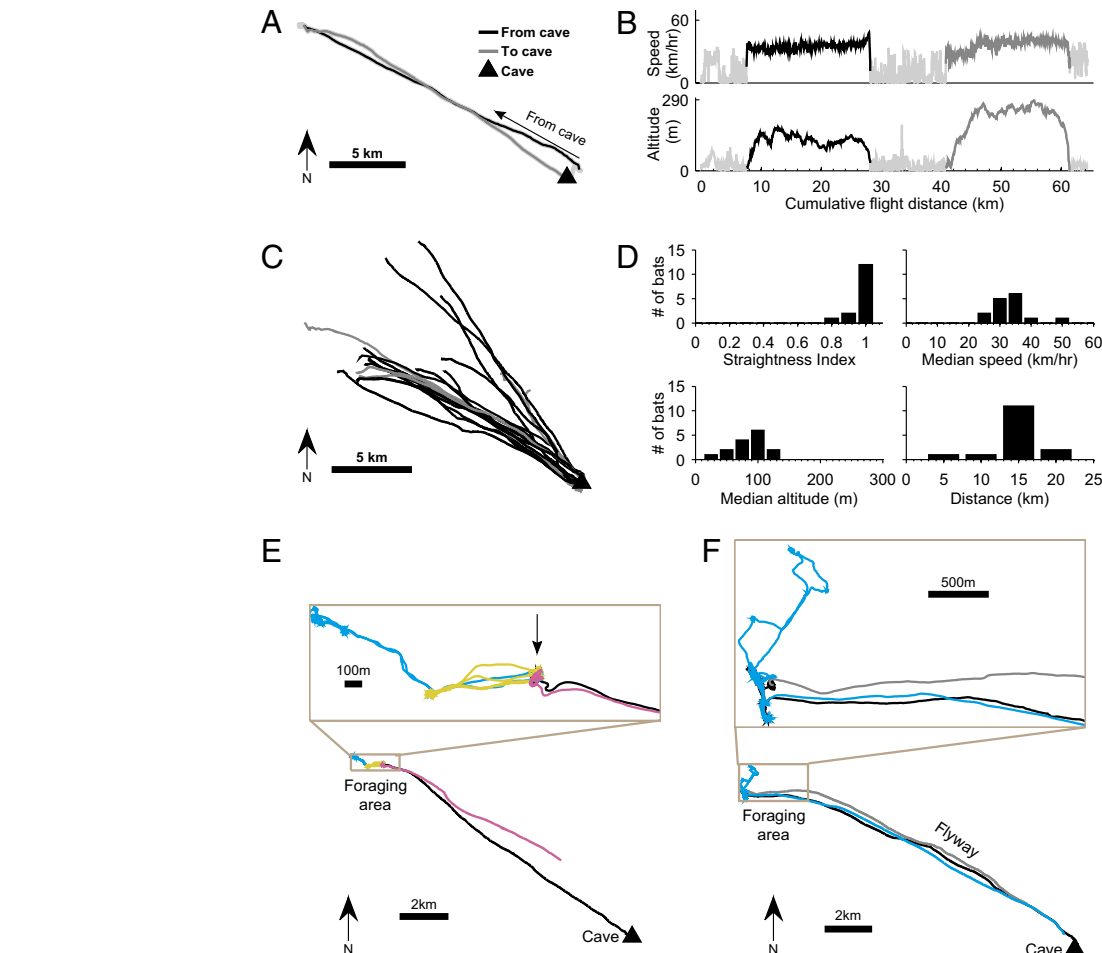 A
From cave
To cave
Cave
From cave
5 km
N
B
Speed
(km/hr)
60
0
Altitude
(m)
290
0
0 10 20 30 40 50 60
Cumulative flight distance (km)
C
5 km
N
D
# of bats
15
10
5
0
0 0.2 0.4 0.6 0.8 1
Straightness Index
0 10 20 30 40 50 60
Median speed (km/hr)
# of bats
15
10
5
0
0 100 200 300
Median altitude (m)
0 5 10 15 20 25
Distance (km)
E
100m
Foraging
area
2km
N
Cave
F
500m
Foraging
area
Flyway
2km
N
Cave